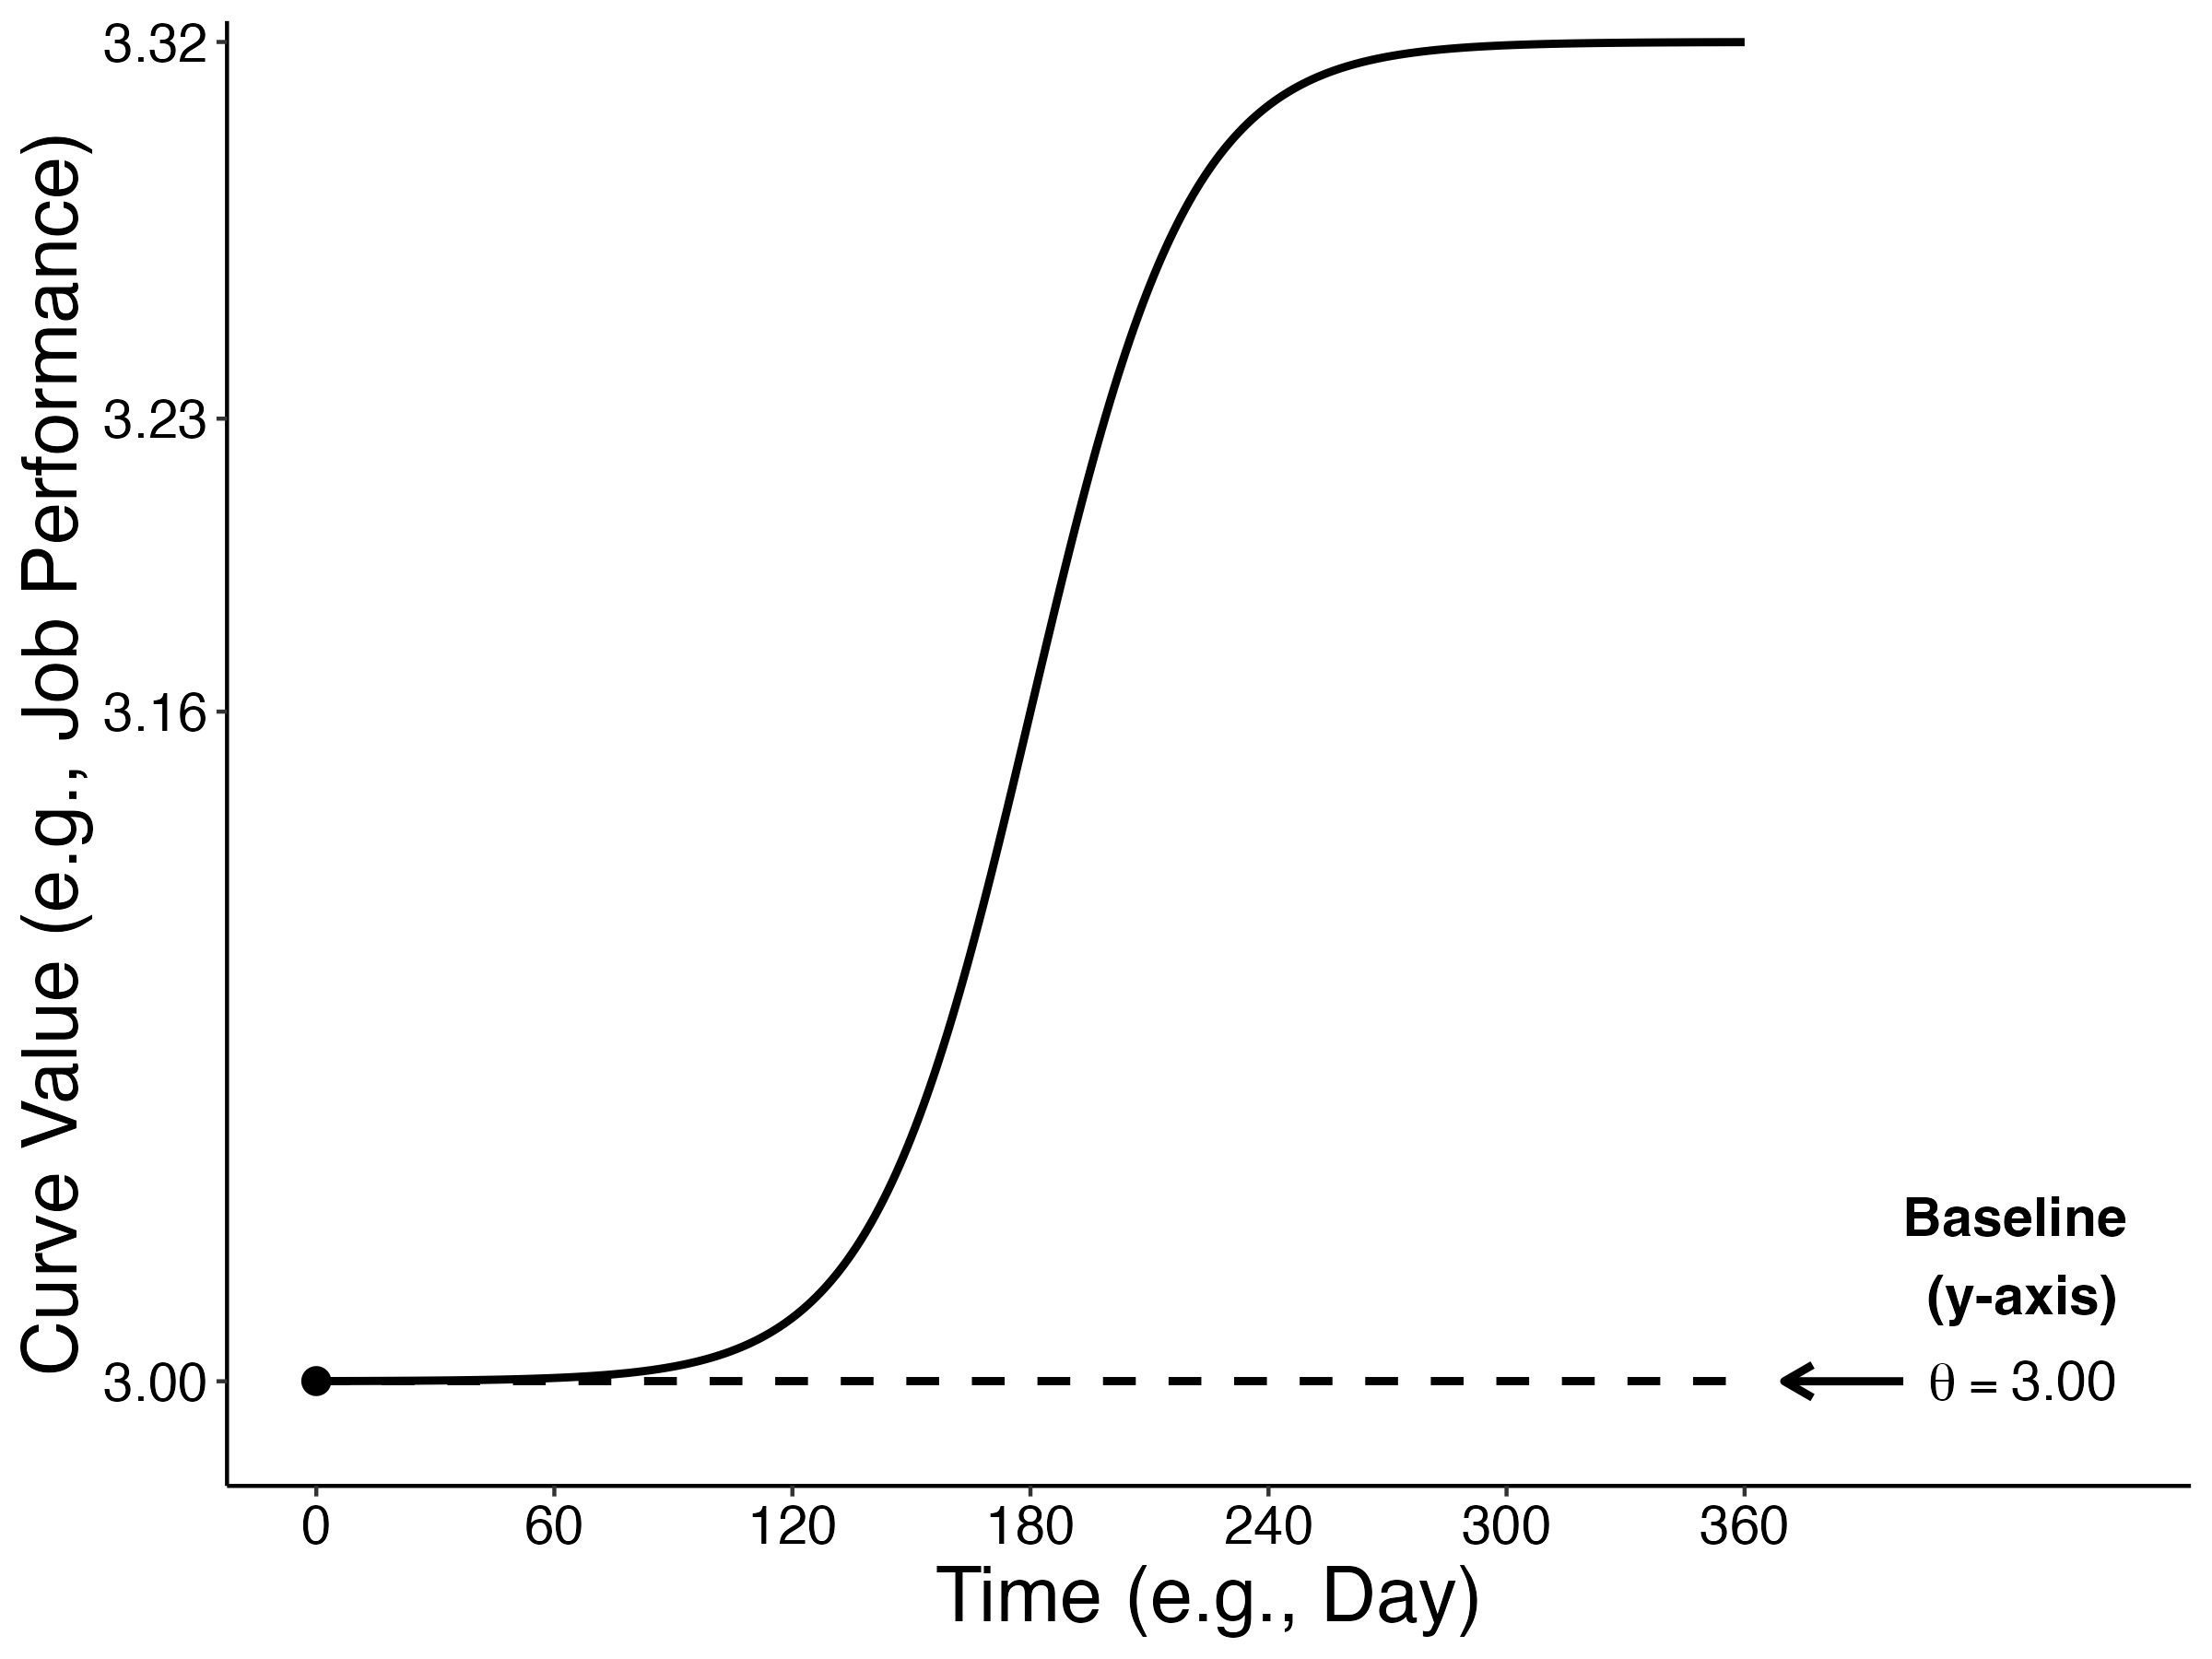 Curve Value (e.g., Job Performance)
3.32
3.23
3.16
3.00
Baseline
(y-axis)
θ = 3.00
0 60 120 180 240 300 360
Time (e.g., Day)